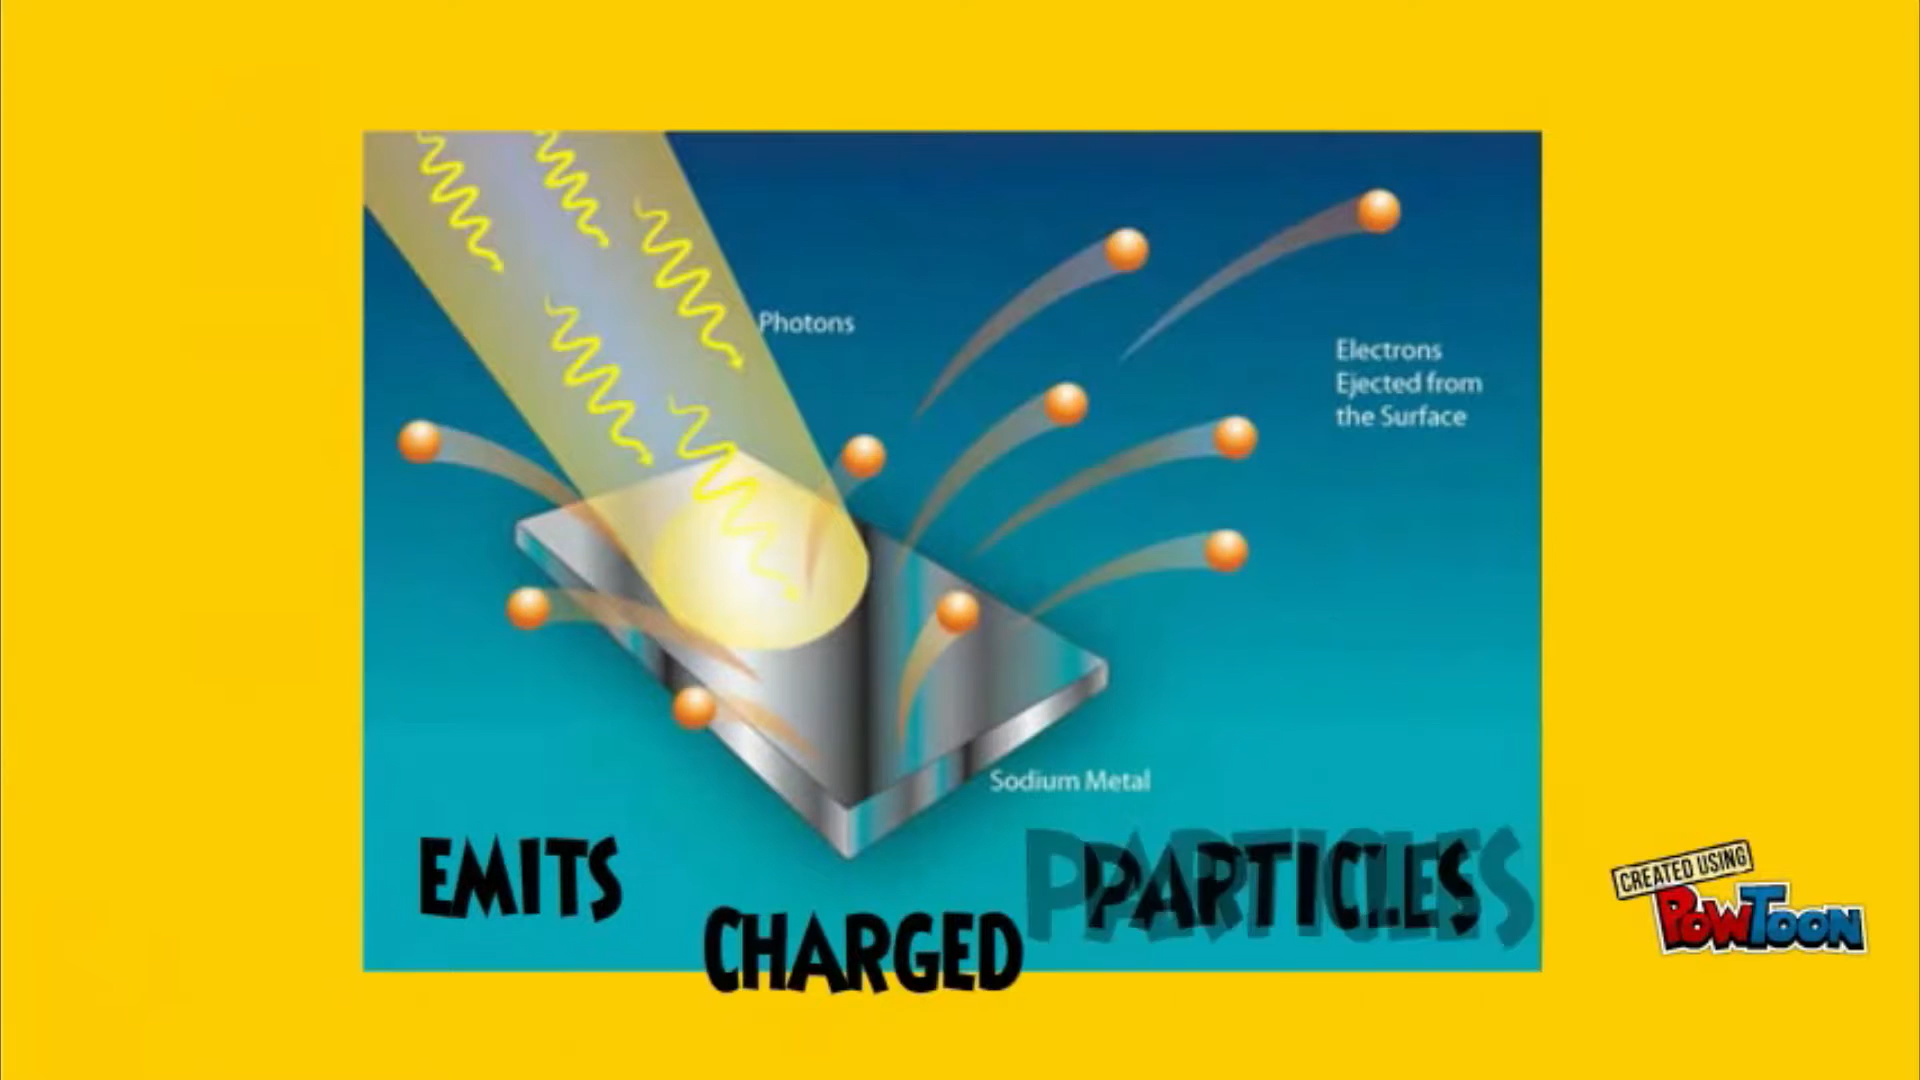 Photons
Electrons
Ejected from
the Surface
Sodium Metal
EMITS
CHARGED
PARTICLES
CREATED USING
POWTOON